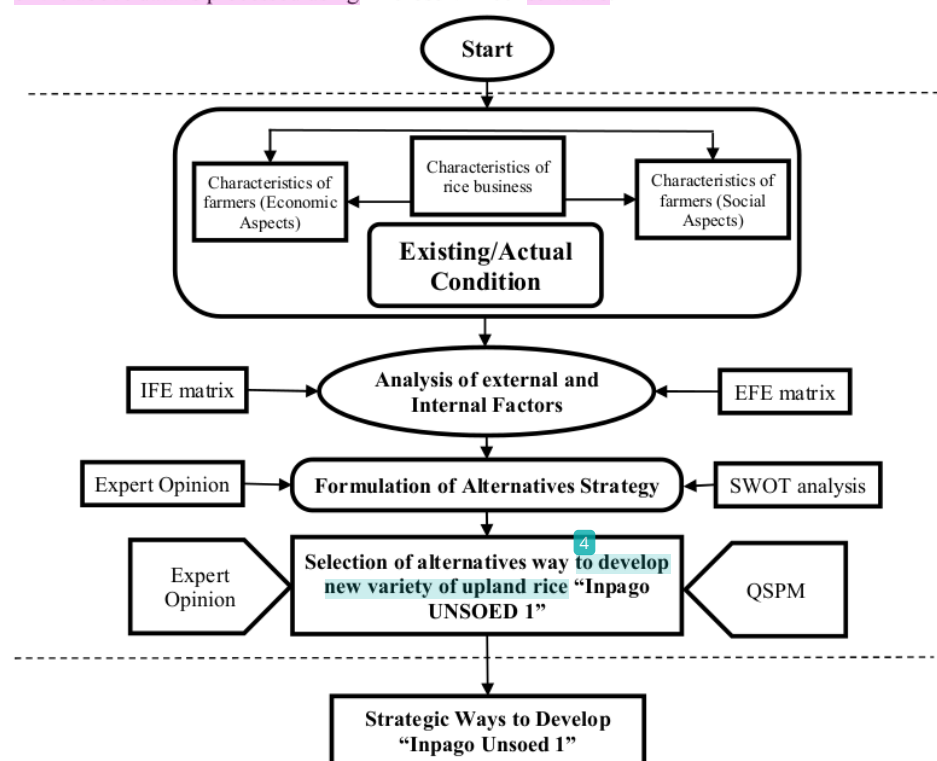 Start
Characteristics of
rice business
Characteristics of
farmers (Economic
Aspects)
Characteristics of
farmers (Social
Aspects)
Existing/Actual
Condition
IFE matrix
Analysis of external and
Internal Factors
EFE matrix
Expert Opinion
Formulation of Alternatives Strategy
SWOT analysis
4
Expert
Opinion
Selection of alternatives way to develop
new variety of upland rice “Inpago
UNSOED 1”
QSPM
Strategic Ways to Develop
“Inpago Unsoed 1”